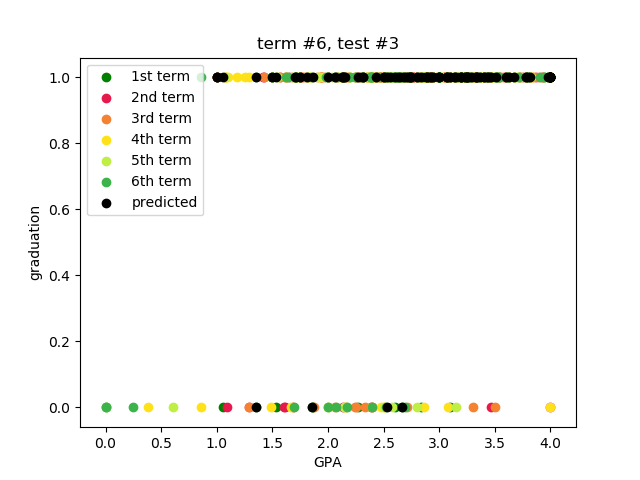 term #6, test #3
1.0
0.8
0.6
0.4
0.2
0.0
graduation
1st term
2nd term
3rd term
4th term
5th term
6th term
predicted
0.0 0.5 1.0 1.5 2.0 2.5 3.0 3.5 4.0
GPA